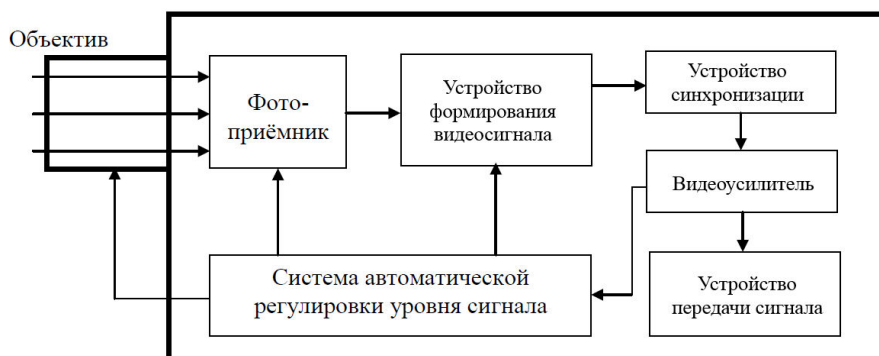 Объектив
Фото-
приёмник
Устройство
формирования
видеосигнала
Устройство
синхронизации
Видеоусилитель
Система автоматической
регулировки уровня сигнала
Устройство
передачи сигнала